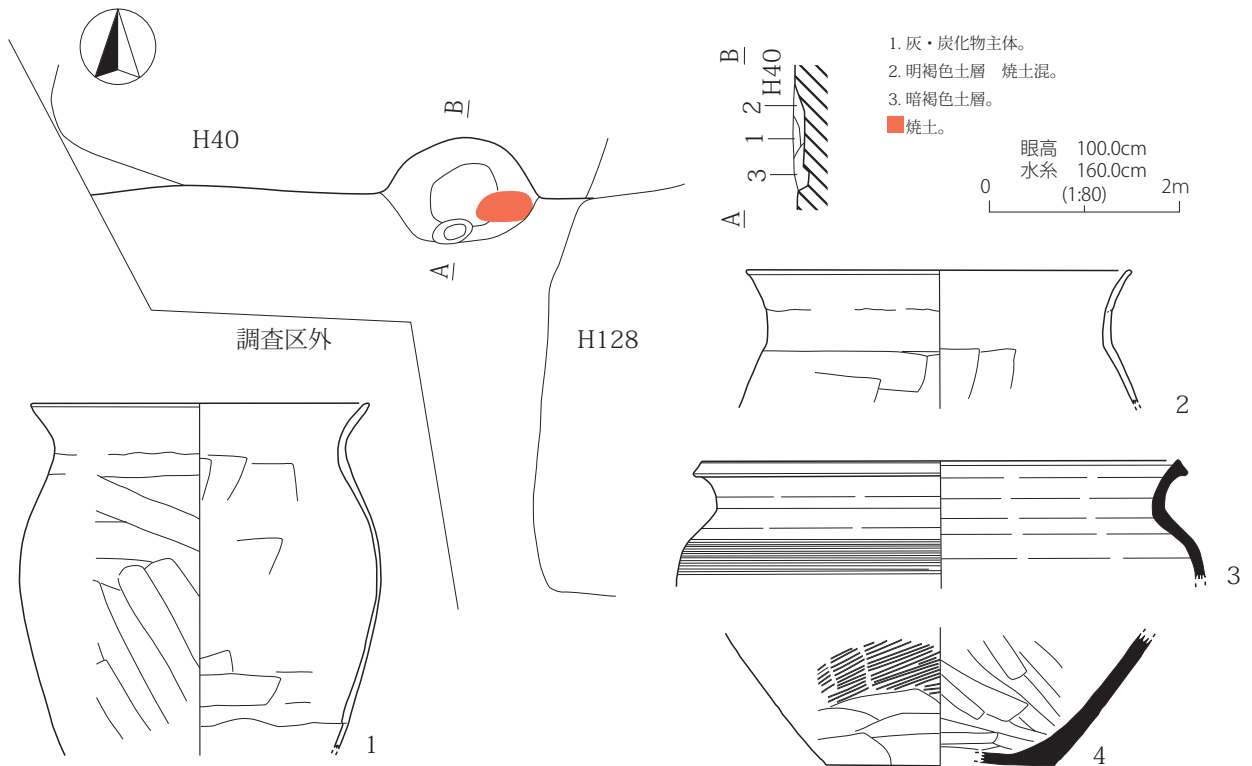 H40
B
A
調査区外
H128
B
H40
2
1
3
A
1. 灰・炭化物主体。
2. 明褐色土層　焼土混。
3. 暗褐色土層。
焼土。
眼高　100.0cm
水糸　160.0cm
0 (1:80) 2m
1
2
3
4